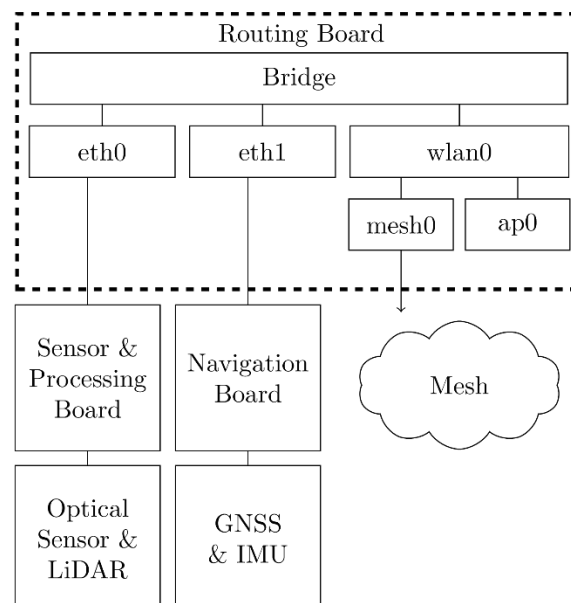 Routing Board
Bridge
eth0
eth1
wlan0
mesh0
ap0
Sensor &
Processing
Board
Navigation
Board
Mesh
Optical
Sensor &
LiDAR
GNSS
& IMU